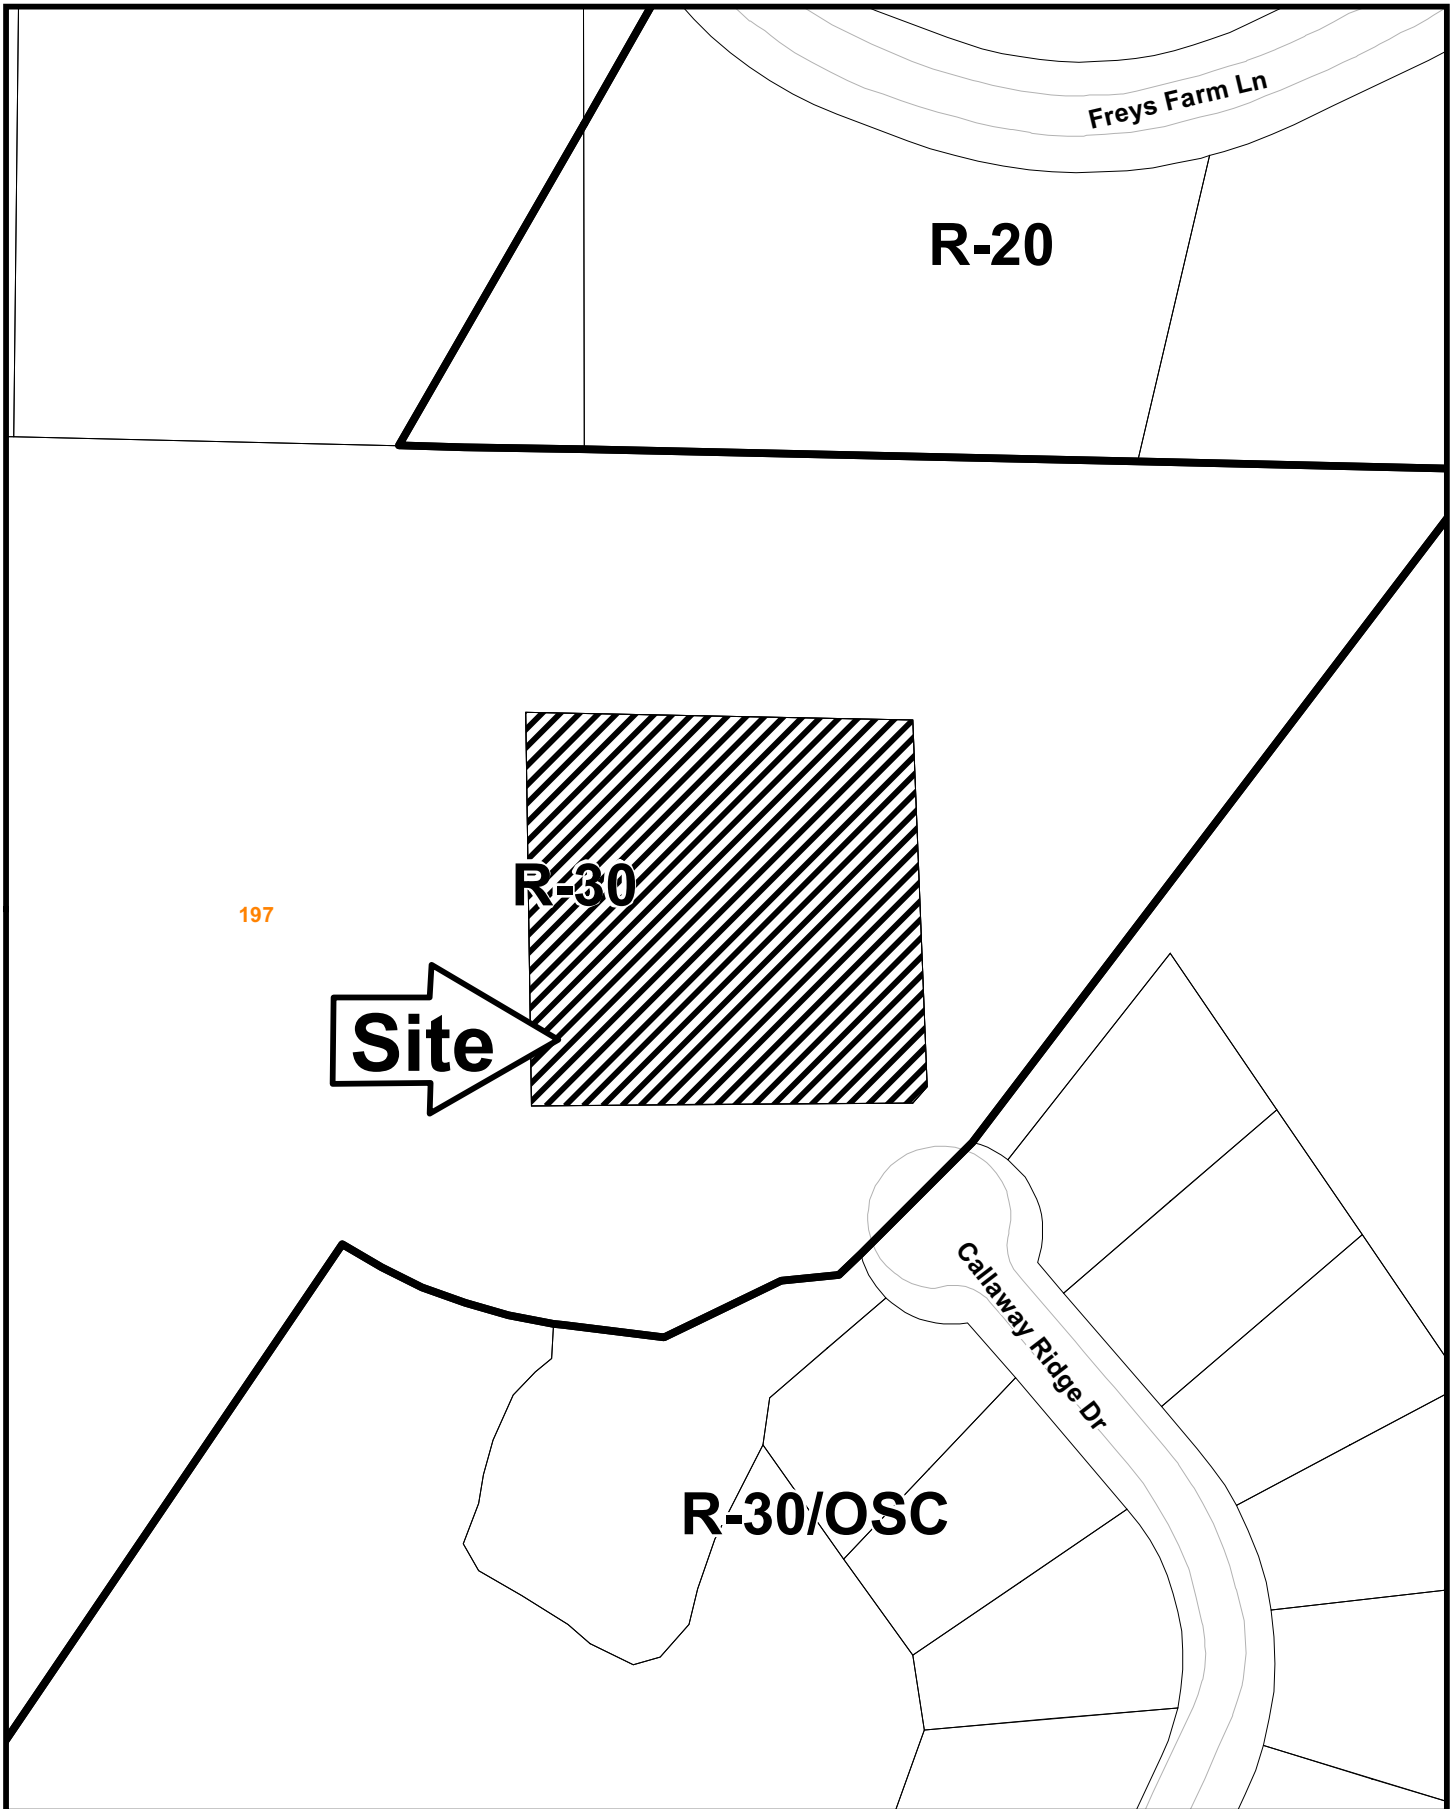 Freys Farm Ln
R-20
R-30
197
Site
Callaway Ridge Dr
R-30/OSC